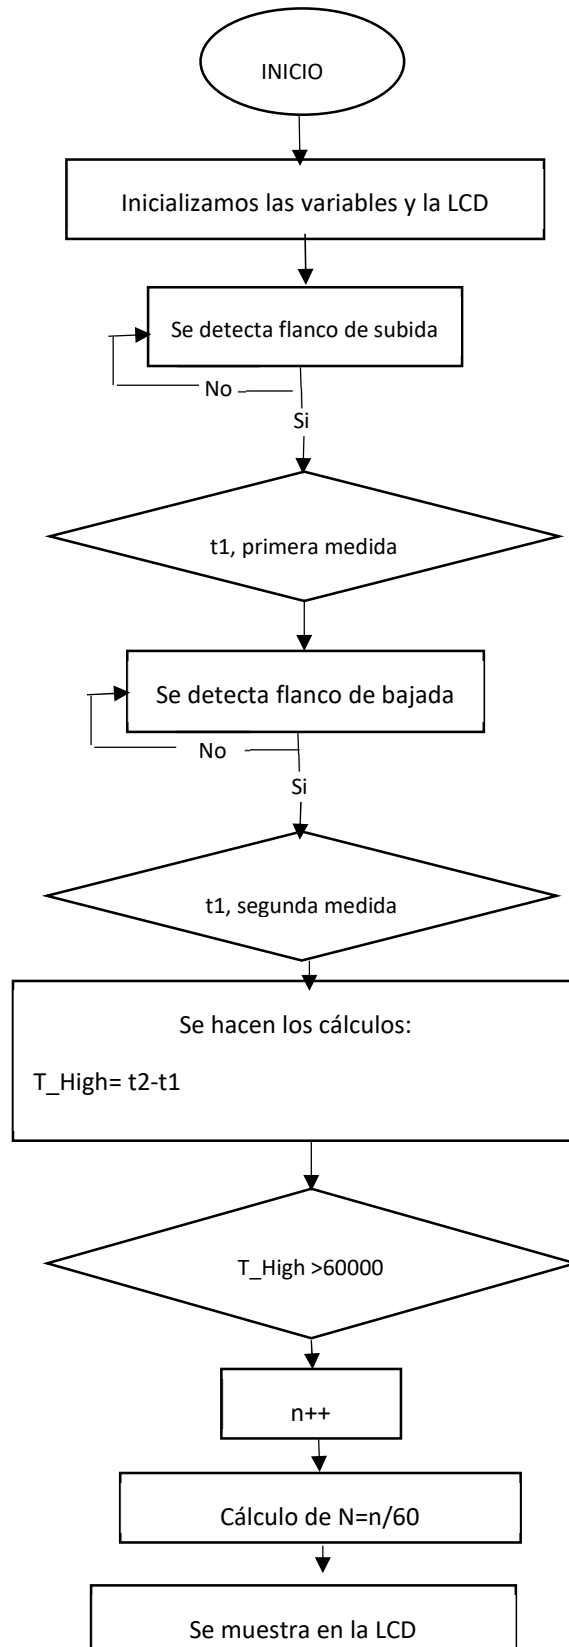 INICIO
Inicializamos las variables y la LCD
Se detecta flanco de subida
No
Si
t1, primera medida
Se detecta flanco de bajada
No
Si
t1, segunda medida
Se hacen los cálculos:
T_High= t2-t1
T_High >60000
n++
Cálculo de N=n/60
Se muestra en la LCD